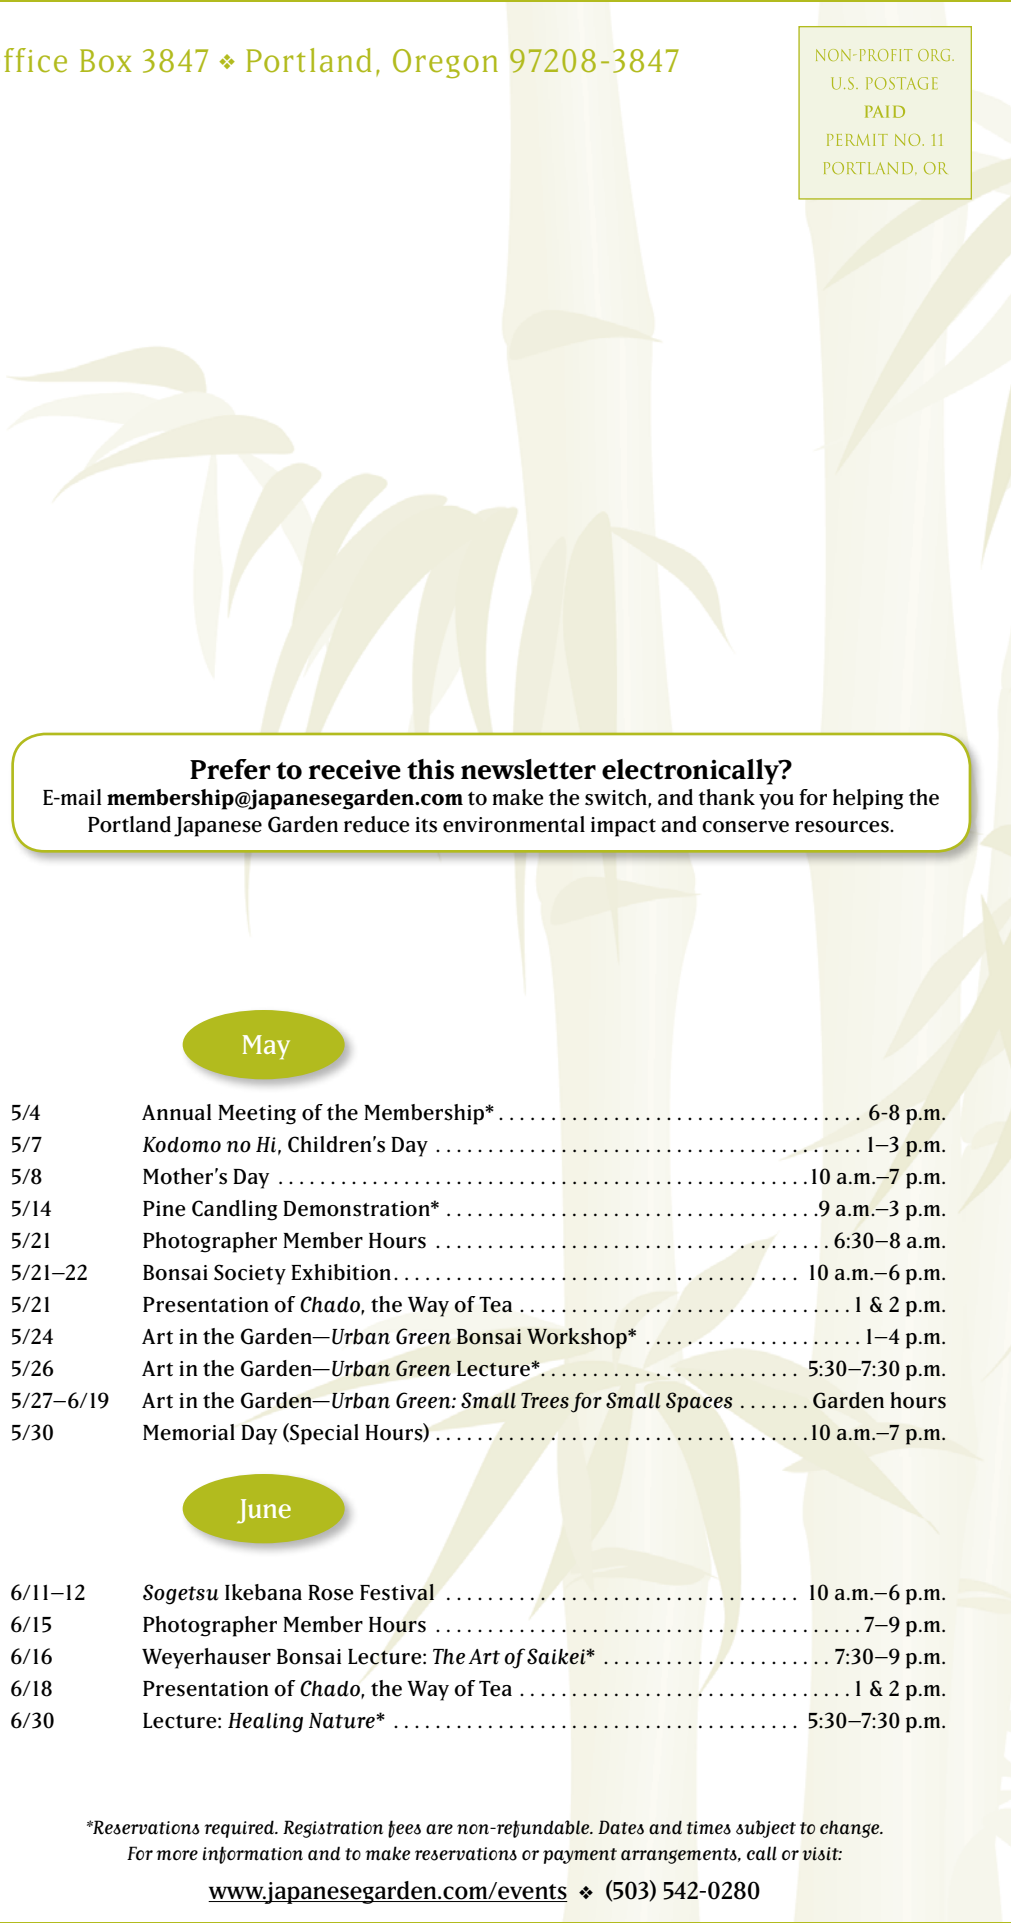 ffice Box 3847 ❖ Portland, Oregon 97208-3847
NON-PROFIT ORG.
U.S. POSTAGE
PAID
PERMIT NO. 11
PORTLAND, OR
Prefer to receive this newsletter electronically?
E-mail membership@japanesegarden.com to make the switch, and thank you for helping the
Portland Japanese Garden reduce its environmental impact and conserve resources.
May
5/4 Annual Meeting of the Membership* . . . . . . . . . . 6-8 p.m.
5/7 Kodomo no Hi, Children's Day . . . . . . . . . . 1–3 p.m.
5/8 Mother's Day . . . . . . . . . . 10 a.m.–7 p.m.
5/14 Pine Candling Demonstration* . . . . . . . . . . 9 a.m.–3 p.m.
5/21 Photographer Member Hours . . . . . . . . . . 6:30–8 a.m.
5/21–22 Bonsai Society Exhibition . . . . . . . . . . 10 a.m.–6 p.m.
5/21 Presentation of Chado, the Way of Tea . . . . . . . . . . 1 & 2 p.m.
5/24 Art in the Garden—Urban Green Bonsai Workshop* . . . . . . . . . . 1–4 p.m.
5/26 Art in the Garden—Urban Green Lecture* . . . . . . . . . . 5:30–7:30 p.m.
5/27–6/19 Art in the Garden—Urban Green: Small Trees for Small Spaces . . . . . . . Garden hours
5/30 Memorial Day (Special Hours) . . . . . . . . . . 10 a.m.–7 p.m.
June
6/11–12 Sogetsu Ikebana Rose Festival . . . . . . . . . . 10 a.m.–6 p.m.
6/15 Photographer Member Hours . . . . . . . . . . 7–9 p.m.
6/16 Weyerhauser Bonsai Lecture: The Art of Saikei* . . . . . . . . . . 7:30–9 p.m.
6/18 Presentation of Chado, the Way of Tea . . . . . . . . . . 1 & 2 p.m.
6/30 Lecture: Healing Nature* . . . . . . . . . . 5:30–7:30 p.m.
*Reservations required. Registration fees are non-refundable. Dates and times subject to change.
For more information and to make reservations or payment arrangements, call or visit:
www.japanesegarden.com/events ❖ (503) 542-0280